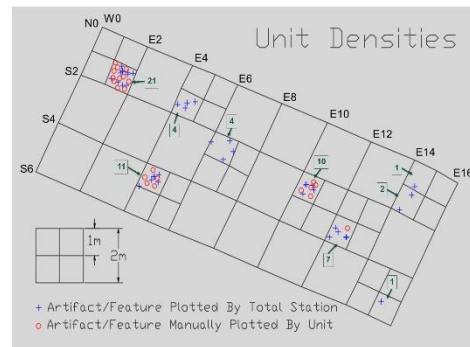 Unit Densities
N0 W0
E2
E4
E6
E8
E10
E12
E14
E16
S2
S4
S6
21
4
4
11
10
1
2
7
1
1m
2m
+ Artifact/Feature Plotted By Total Station
o Artifact/Feature Manually Plotted By Unit